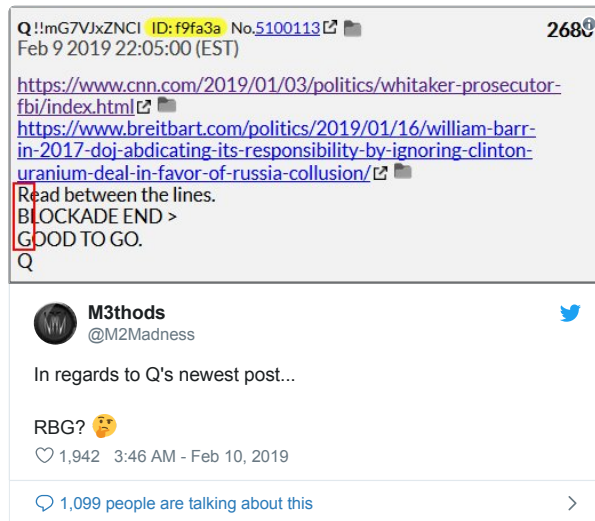 Q !!mG7VJxZNCI ID: f9fa3a No.5100113 2680
Feb 9 2019 22:05:00 (EST)
https://www.cnn.com/2019/01/03/politics/whitaker-prosecutor-
fbi/index.html
https://www.breitbart.com/politics/2019/01/16/william-barr-
in-2017-doj-abdicating-its-responsibility-by-ignoring-clinton-
uranium-deal-in-favor-of-russia-collusion/
Read between the lines.
BLOCKADE END >
GOOD TO GO.
Q
M3thods
@M2Madness
In regards to Q's newest post...
RBG? 🤔
1,942 3:46 AM - Feb 10, 2019
1,099 people are talking about this